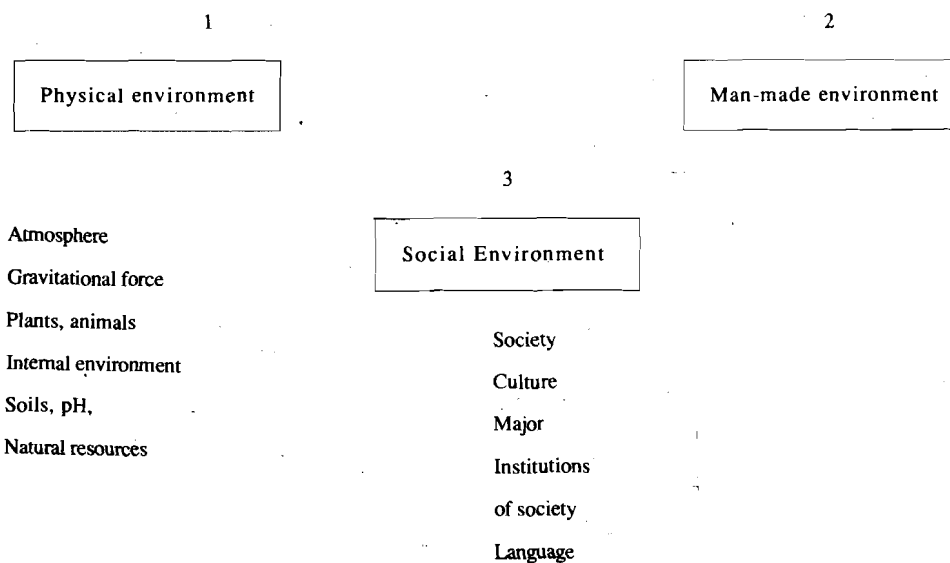 1
Physical environment
2
Man-made environment
3
Social Environment
Atmosphere
Gravitational force
Plants, animals
Internal environment
Soils, pH,
Natural resources
Society
Culture
Major
Institutions
of society
Language